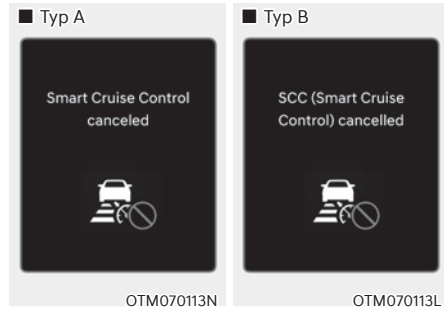 ■ Typ A
Smart Cruise Control
canceled
OTM070113N
■ Typ B
SCC (Smart Cruise
Control) cancelled
OTM070113L